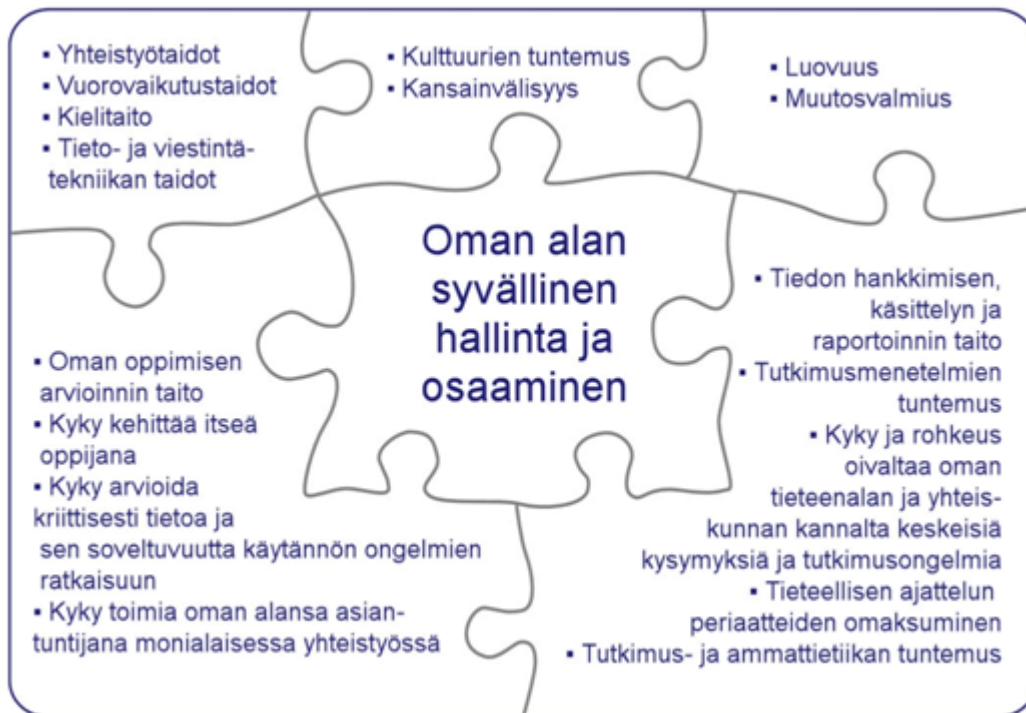 ▪ Yhteistyötaidot
▪ Vuorovaikutustaidot
▪ Kielitaito
▪ Tieto- ja viestintä-
tekniikan taidot
▪ Kulttuurien tuntemus
▪ Kansainvälisyys
▪ Luovuus
▪ Muutosvalmius
Oman alan
syvällinen
hallinta ja
osaaminen
▪ Oman oppimisen
arvioinnin taito
▪ Kyky kehittää itseä
oppijana
▪ Kyky arvioida
kriittisesti tietoa ja
sen soveltuvuutta käytännön ongelmien
ratkaisuun
▪ Kyky toimia oman alansa asian-
tuntijana monialaisessa yhteistyössä
▪ Tiedon hankkimisen,
käsittelyn ja
raportoinnin taito
▪ Tutkimusmenetelmien
tuntemus
▪ Kyky ja rohkeus
oivaltaa oman
tieteenalan ja yhteis-
kunnan kannalta keskeisiä
kysymyksiä ja tutkimusongelmia
▪ Tieteellisen ajattelun
periaatteiden omaksuminen
▪ Tutkimus- ja ammattietiikan tuntemus